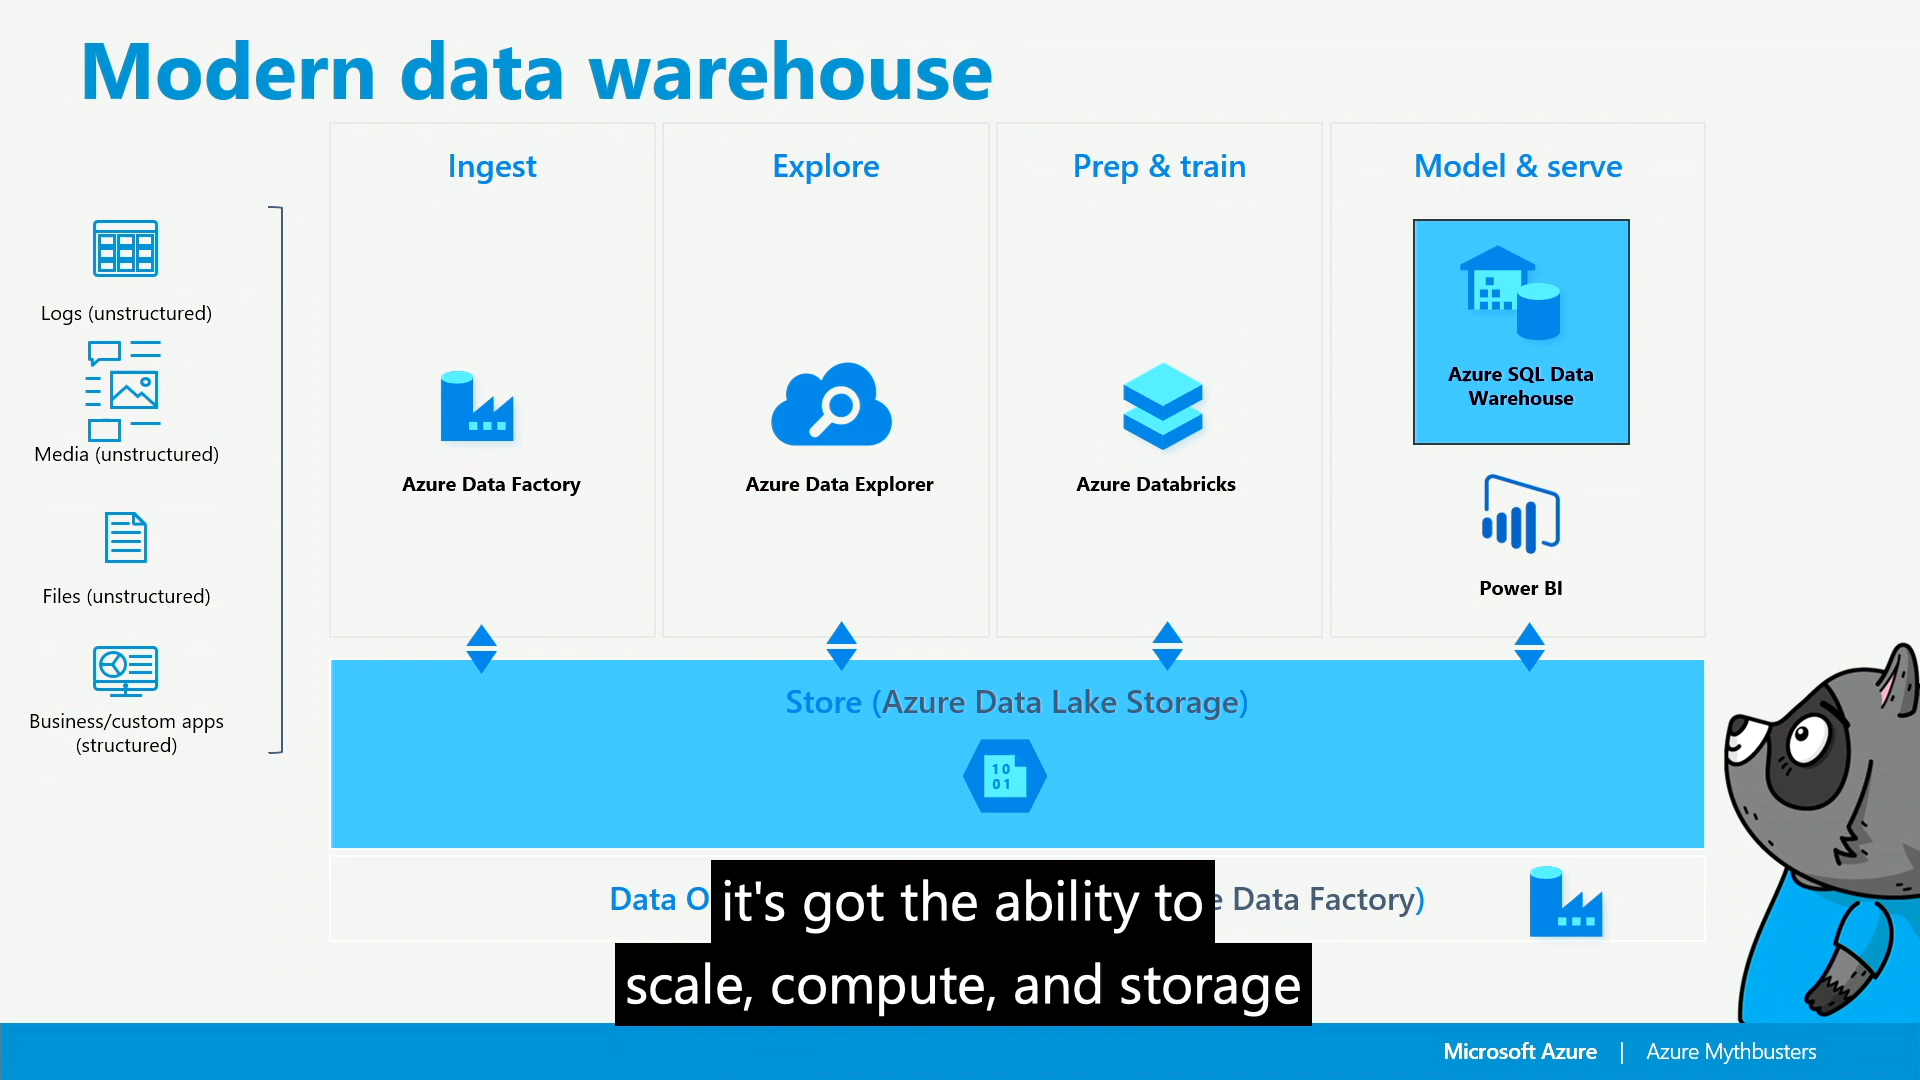 Modern data warehouse
Ingest
Explore
Prep & train
Model & serve
Logs (unstructured)
Media (unstructured)
Files (unstructured)
Business/custom apps
(structured)
Azure Data Factory
Azure Data Explorer
Azure Databricks
Azure SQL Data
Warehouse
Power BI
Store (Azure Data Lake Storage)
10
01
Data Data Factory)
it's got the ability to
scale, compute, and storage
Microsoft Azure | Azure Mythbusters